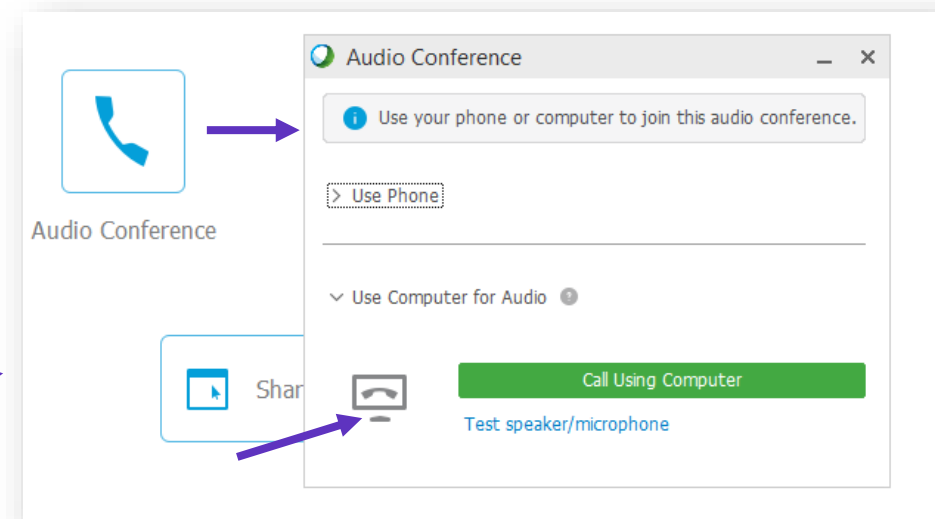 Audio Conference
Use your phone or computer to join this audio conference.
Use Phone
Audio Conference
Use Computer for Audio
Call Using Computer
Test speaker/microphone